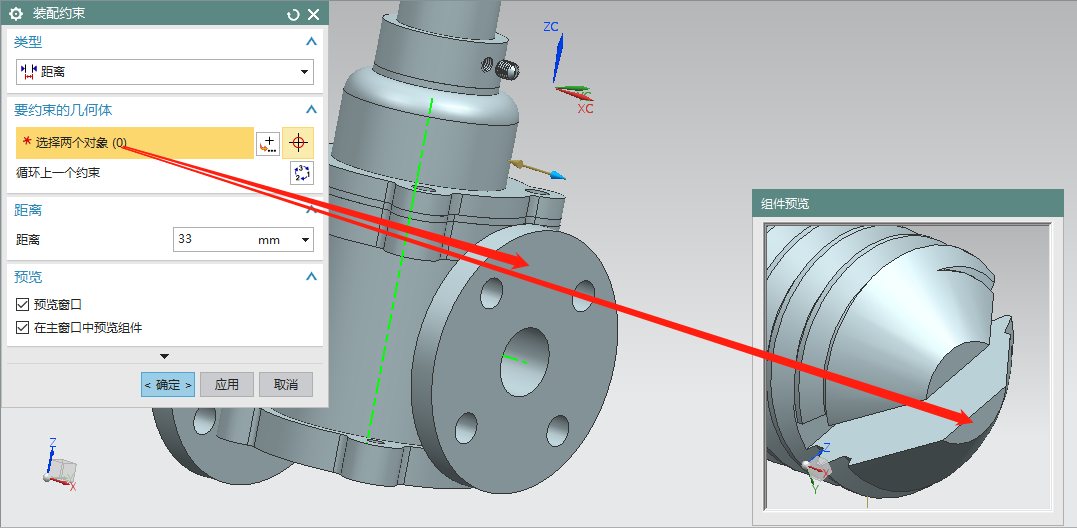 装配约束
类型
距离
要约束的几何体
* 选择两个对象 (0)
循环上一个约束
距离
距离
33 mm
预览
预览窗口
在主窗口中预览组件
< 确定 >
应用
取消
ZC
YC
XC
组件预览
Z
X
Y
Z
X